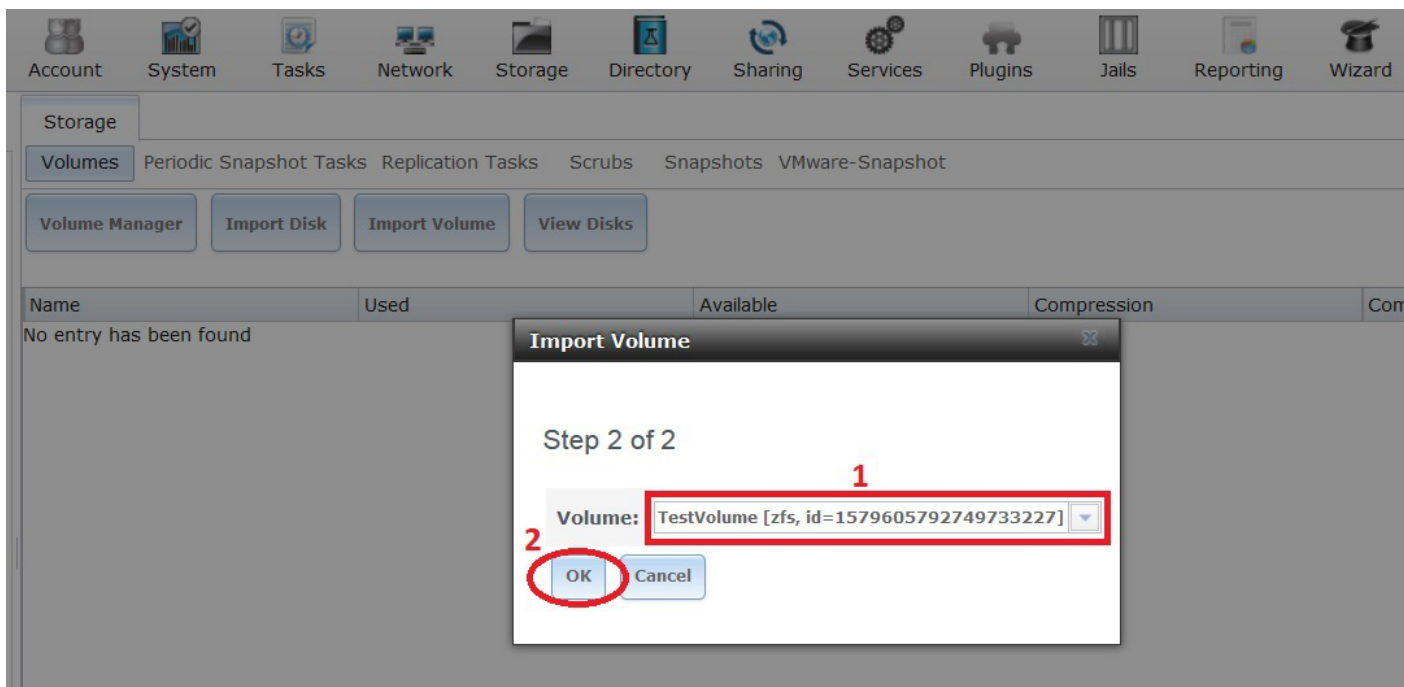 Account System Tasks Network Storage Directory Sharing Services Plugins Jails Reporting Wizard
Storage
Volumes Periodic Snapshot Tasks Replication Tasks Scrubs Snapshots VMware-Snapshot
Volume Manager Import Disk Import Volume View Disks
Name Used Available Compression Com
No entry has been found
Import Volume
Step 2 of 2
1
Volume: TestVolume [zfs, id=1579605792749733227]
2
OK Cancel